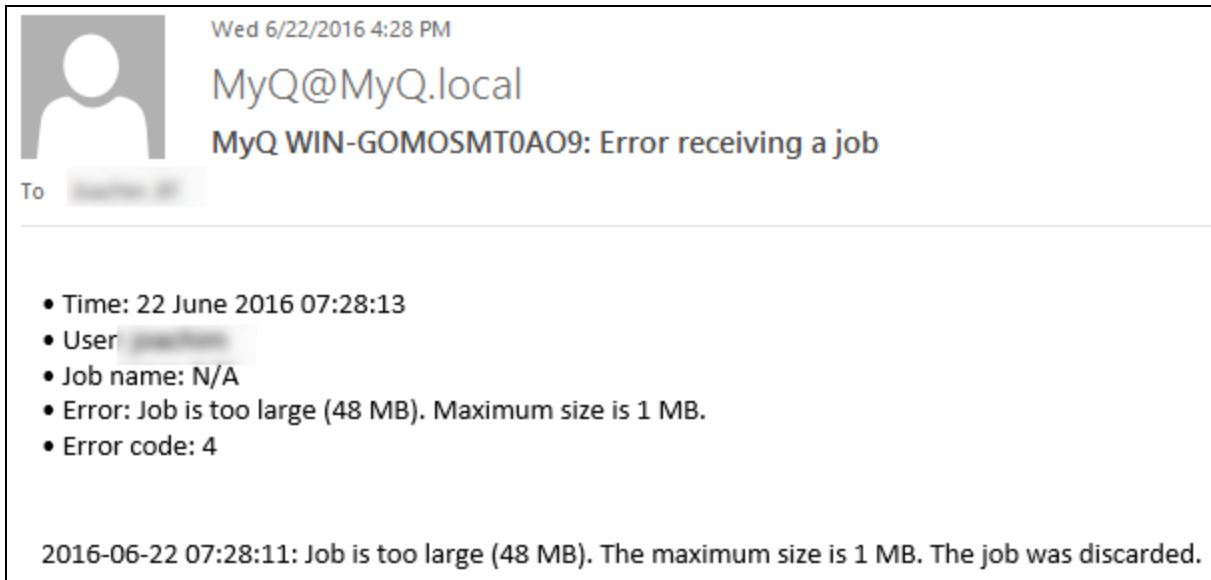 Wed 6/22/2016 4:28 PM
MyQ@MyQ.local
MyQ WIN-GOMOSMT0AO9: Error receiving a job
To
• Time: 22 June 2016 07:28:13
• User
• Job name: N/A
• Error: Job is too large (48 MB). Maximum size is 1 MB.
• Error code: 4
2016-06-22 07:28:11: Job is too large (48 MB). The maximum size is 1 MB. The job was discarded.